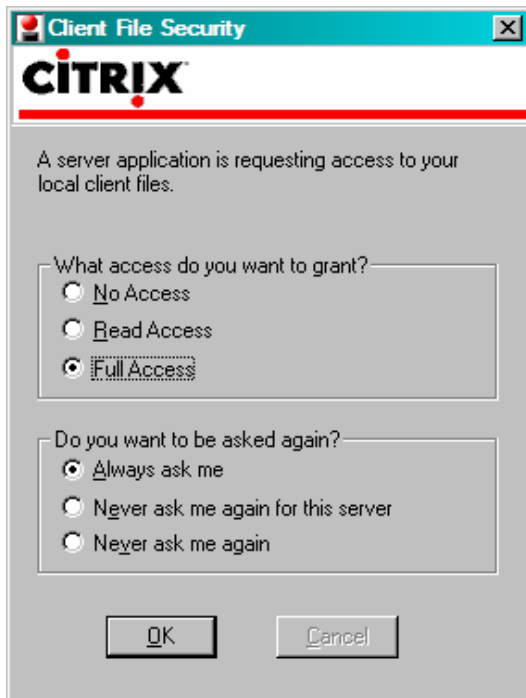 Client File Security
CiTRIX
A server application is requesting access to your
local client files.
What access do you want to grant?
No Access
Read Access
Full Access
Do you want to be asked again?
Always ask me
Never ask me again for this server
Never ask me again
OK
Cancel